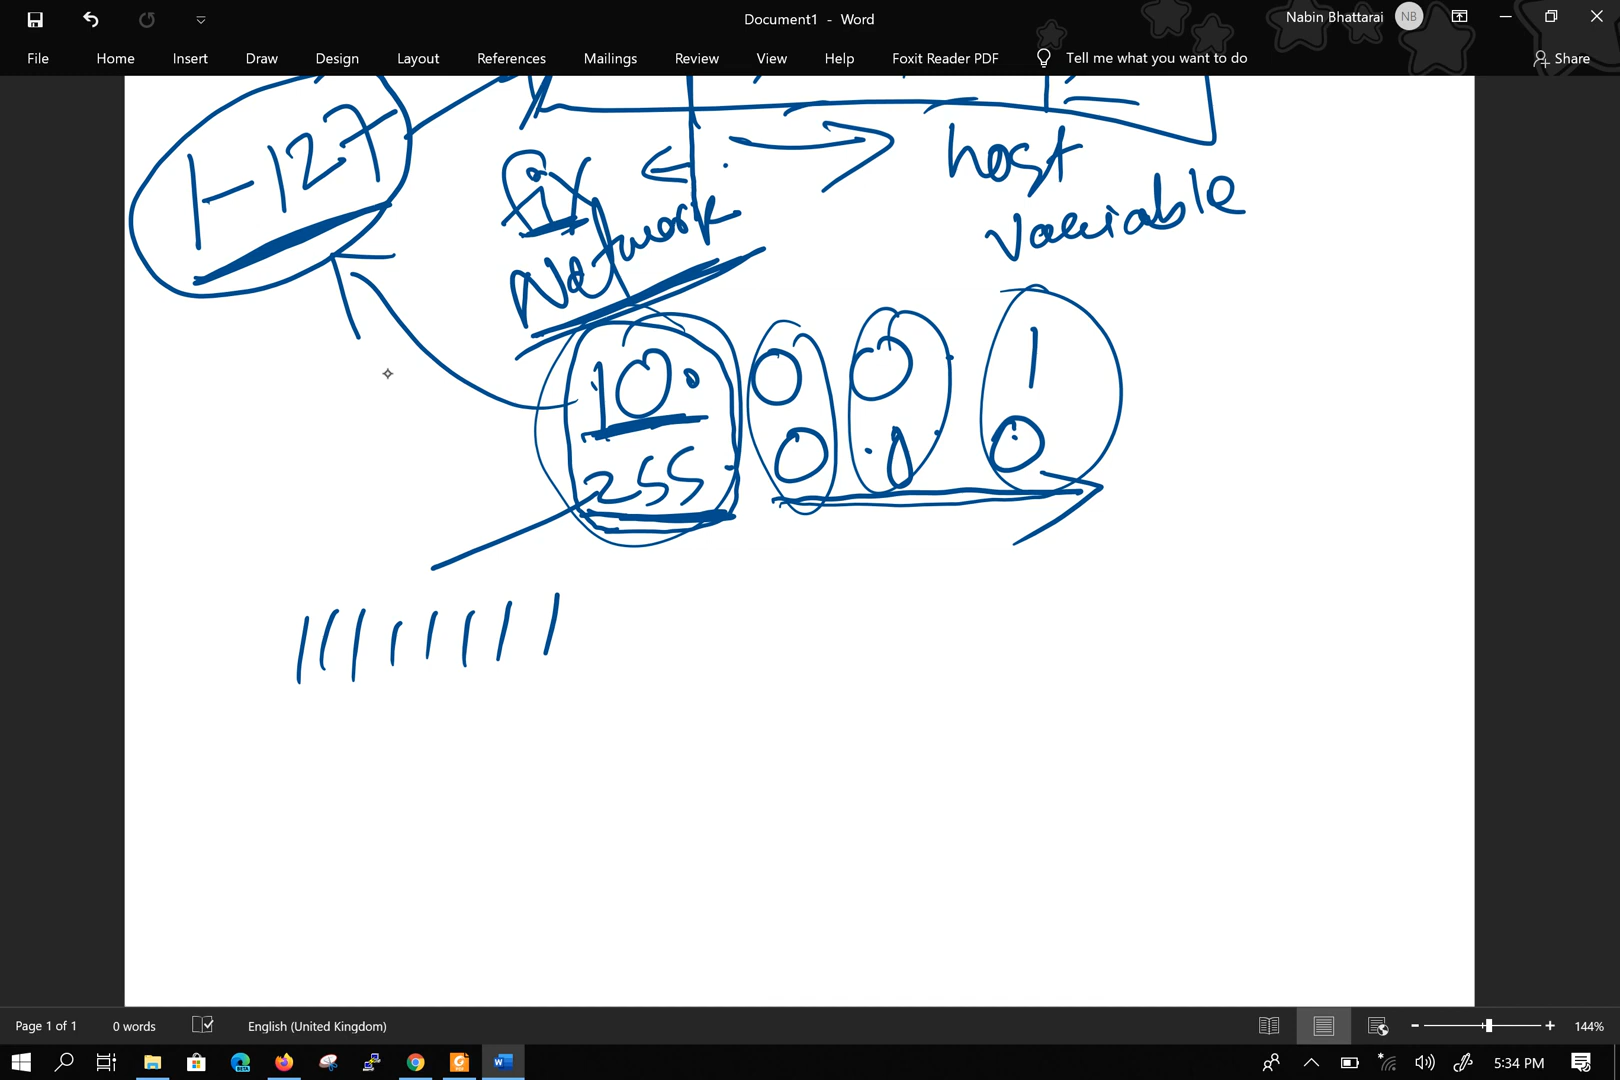 Document1 - Word
Nabin Bhattarai NB
File Home Insert Draw Design Layout References Mailings Review View Help Foxit Reader PDF Tell me what you want to do Share
1-127
fix
host
Network
variable
10. 0 0 1
255. 0 .0. 0
11111111
Page 1 of 1 0 words English (United Kingdom) 144%
5:34 PM